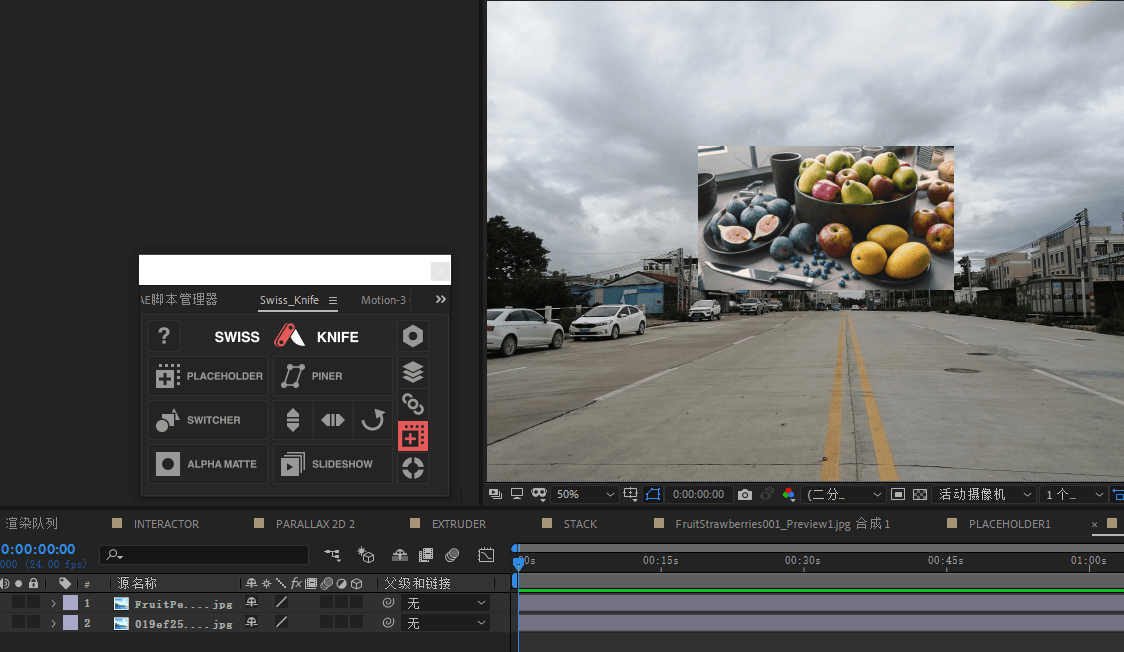 AE脚本管理器 Swiss_Knife Motion-3
? SWISS KNIFE
PLACEHOLDER PINER
SWITCHER
ALPHA MATTE SLIDESHOW
50% 0:00:00:00 (二分... 活动摄像机 1个...
渲染队列 INTERACTOR PARALLAX 2D 2 EXTRUDER STACK FruitStrawberries001_Preview1.jpg 合成 1 PLACEHOLDER1 ×
0:00:00:00
000 (24.00 fps)
:00s 00:15s 00:30s 00:45s 01:00s
# 源名称 fx 父级和链接
1 FruitPe....jpg 无
2 019ef25....jpg 无